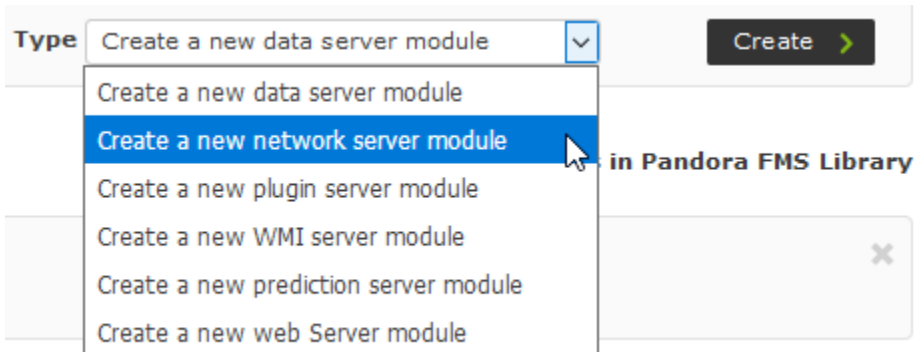 Type Create a new data server module Create
Create a new data server module
Create a new network server module
in Pandora FMS Library
Create a new plugin server module
Create a new WMI server module
Create a new prediction server module
Create a new web Server module